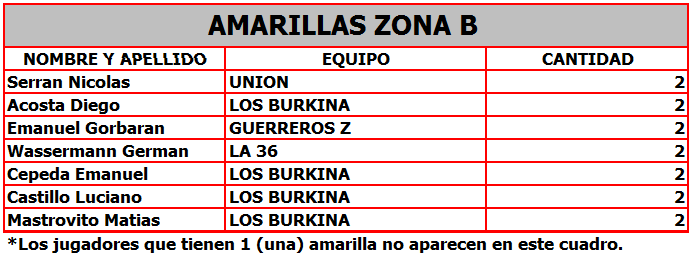 AMARILLAS ZONA B
NOMBRE Y APELLIDO EQUIPO CANTIDAD
Serran Nicolas UNION 2
Acosta Diego LOS BURKINA 2
Emanuel Gorbaran GUERREROS Z 2
Wassermann German LA 36 2
Cepeda Emanuel LOS BURKINA 2
Castillo Luciano LOS BURKINA 2
Mastrovito Matias LOS BURKINA 2
*Los jugadores que tienen 1 (una) amarilla no aparecen en este cuadro.